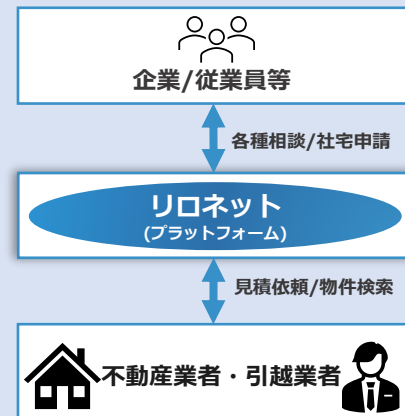 企業/従業員等
各種相談/社宅申請
リロネット
(プラットフォーム)
見積依頼/物件検索
不動産業者・引越業者